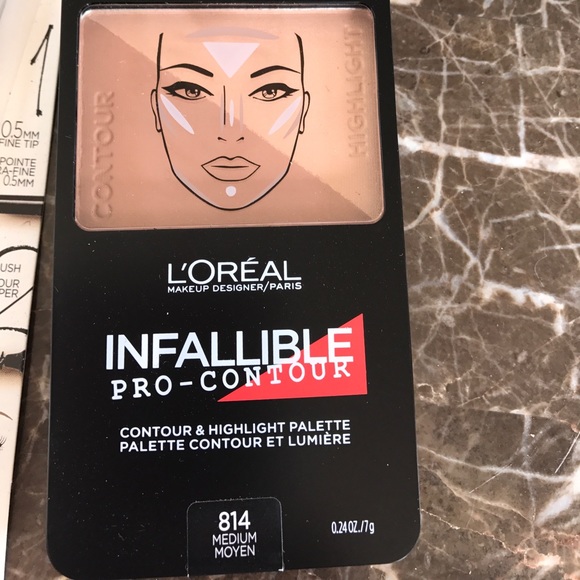 CONTOUR
HIGHLIGHT
L'ORÉAL
MAKEUP DESIGNER/PARIS
INFALLIBLE
PRO-CONTOUR
CONTOUR & HIGHLIGHT PALETTE
PALETTE CONTOUR ET LUMIÈRE
814
MEDIUM
MOYEN
0.24 OZ./7g
0.5MM
FINE TIP
POINTE
0.5MM